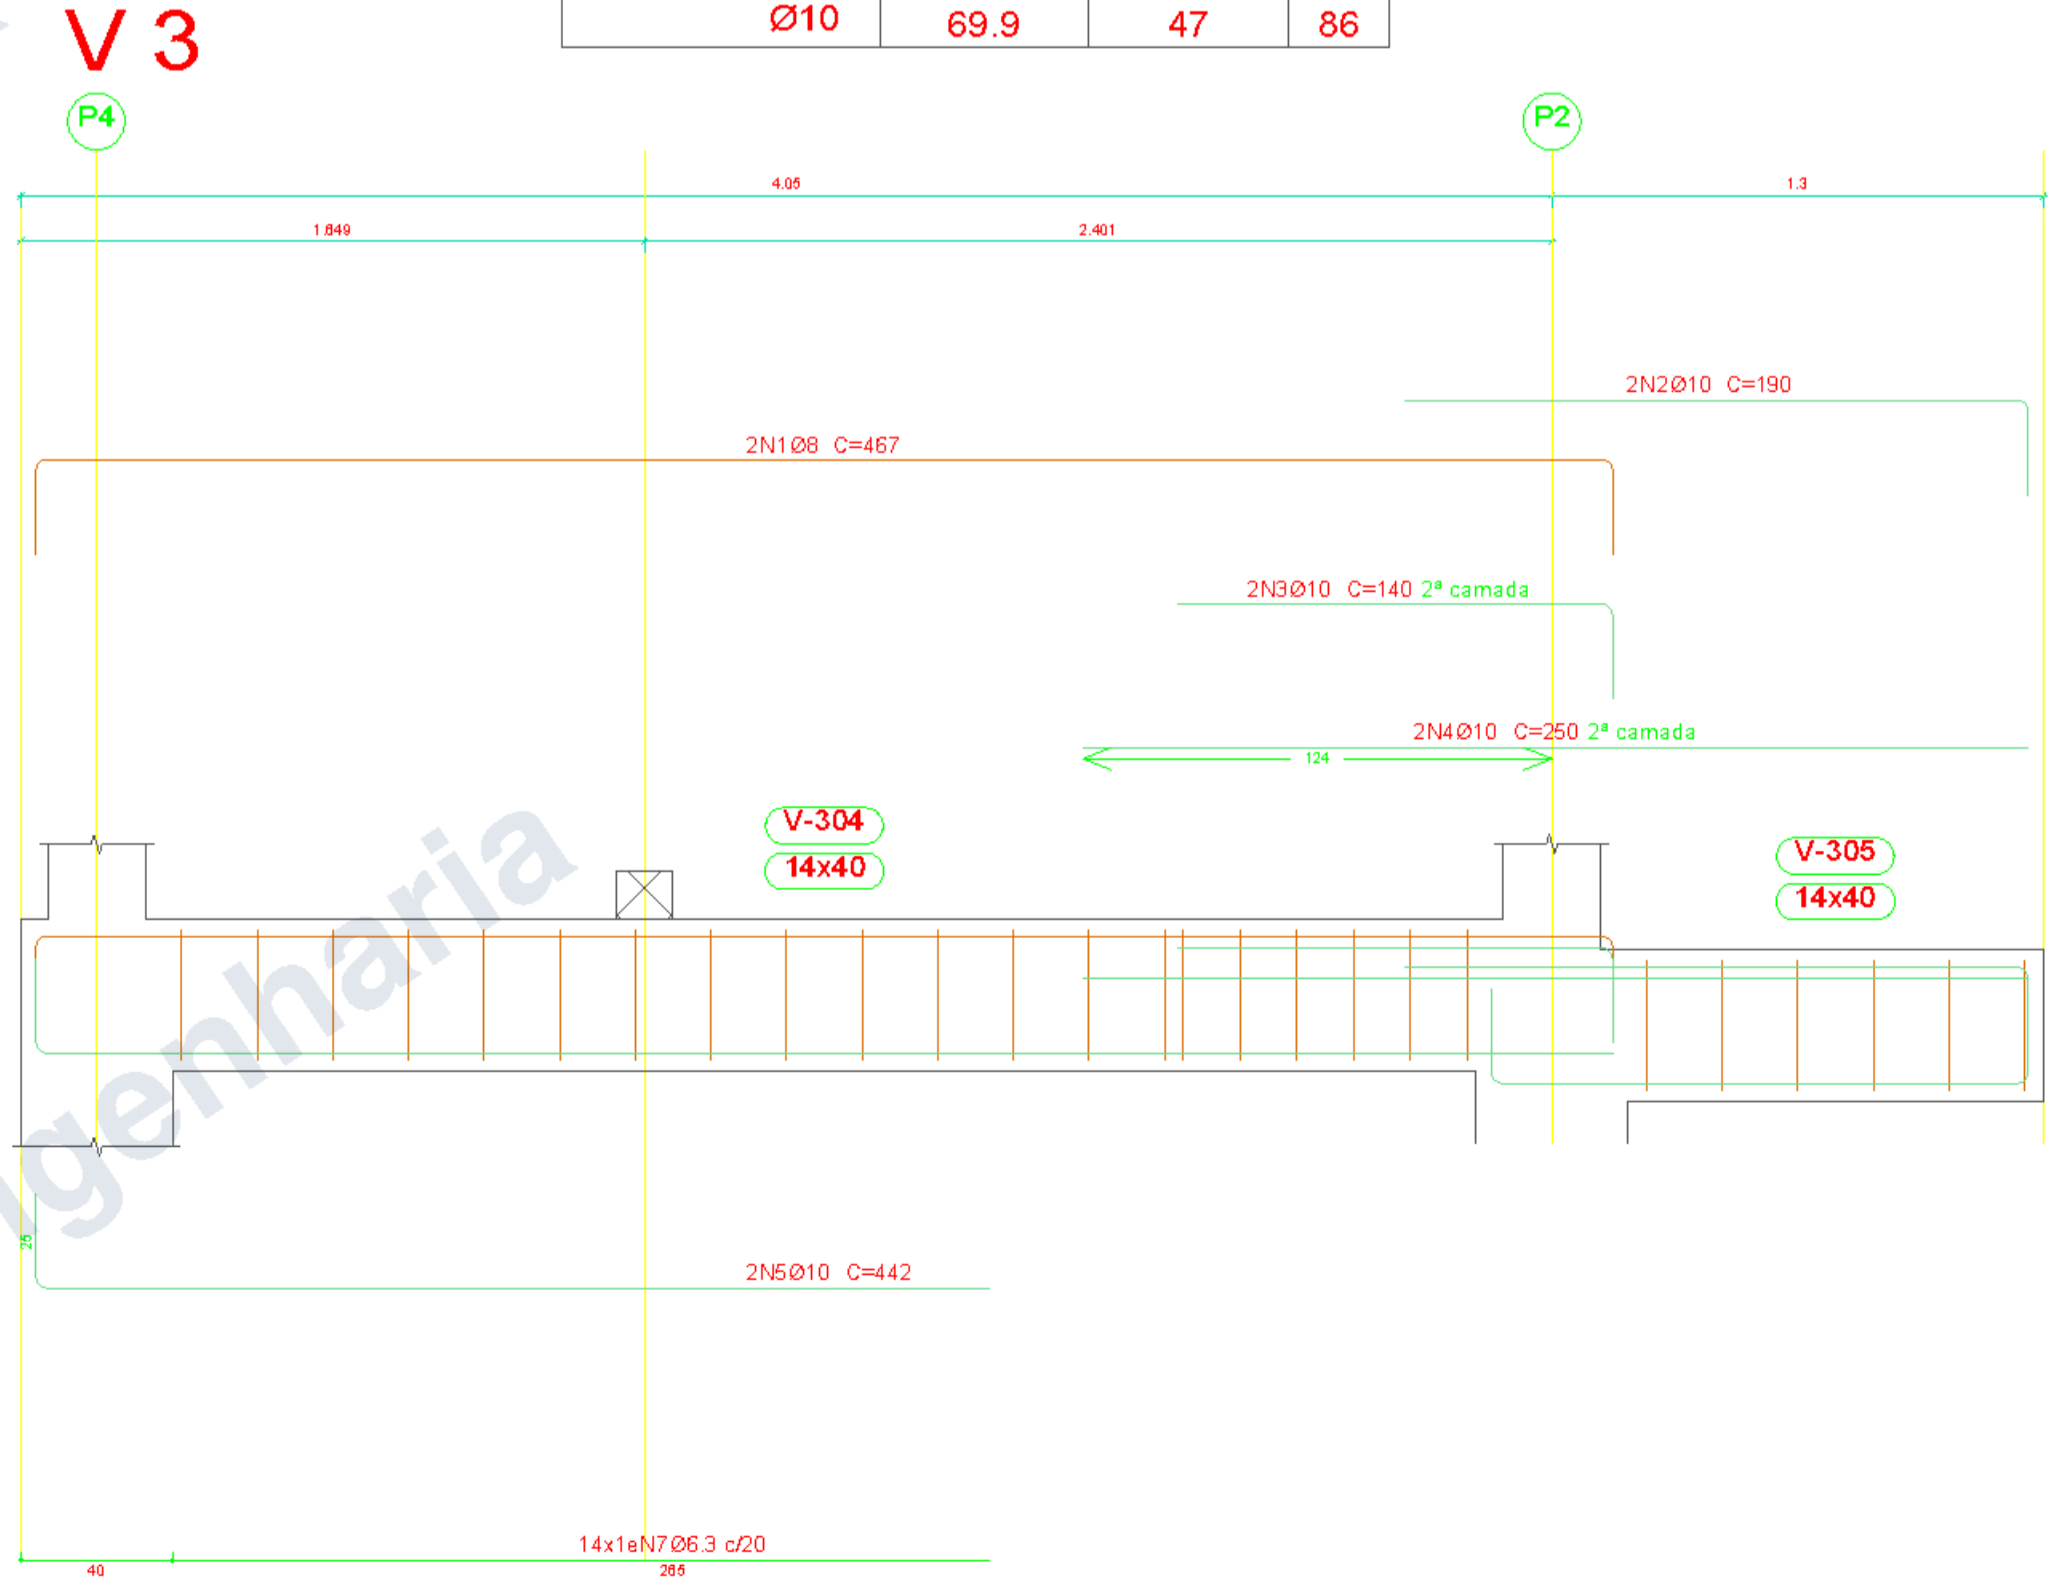 V 3
Ø10 69.9 47 86
P4 P2
4.05 1.3
1.649 2.401
2N2Ø10 C=190
2N1Ø8 C=467
2N3Ø10 C=140 2ª camada
2N4Ø10 C=250 2ª camada
124
V-304
14x40
V-305
14x40
25
2N5Ø10 C=442
14x1eN7Ø6.3 c/20
40 265